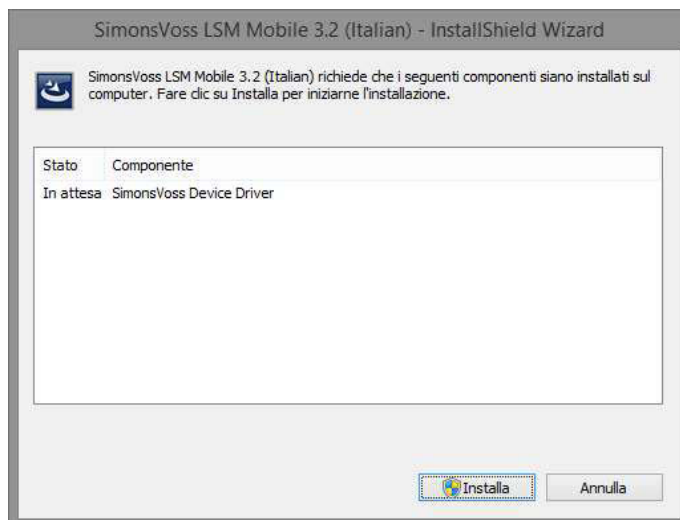 SimonsVoss LSM Mobile 3.2 (Italian) - InstallShield Wizard
SimonsVoss LSM Mobile 3.2 (Italian) richiede che i seguenti componenti siano installati sul
computer. Fare clic su Installa per iniziarne l'installazione.
Stato Componente
In attesa SimonsVoss Device Driver
Installa Annulla